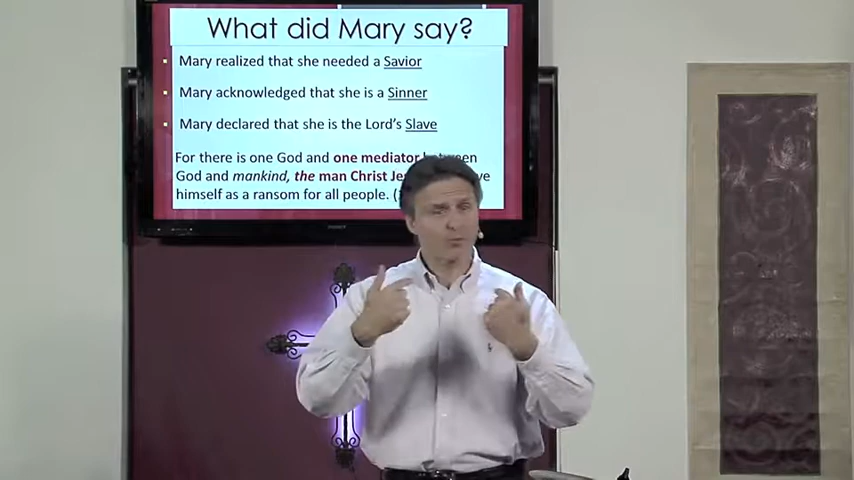 What did Mary say?
Mary realized that she needed a Savior
Mary acknowledged that she is a Sinner
Mary declared that she is the Lord's Slave
For there is one God and one mediator between
God and mankind, the man Christ
himself as a ransom for all people.